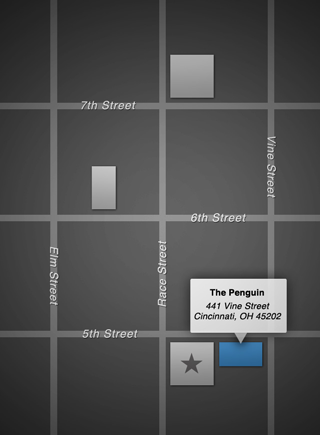 7th Street
Vine Street
6th Street
Elm Street
Race Street
The Penguin
441 Vine Street
Cincinnati, OH 45202
5th Street